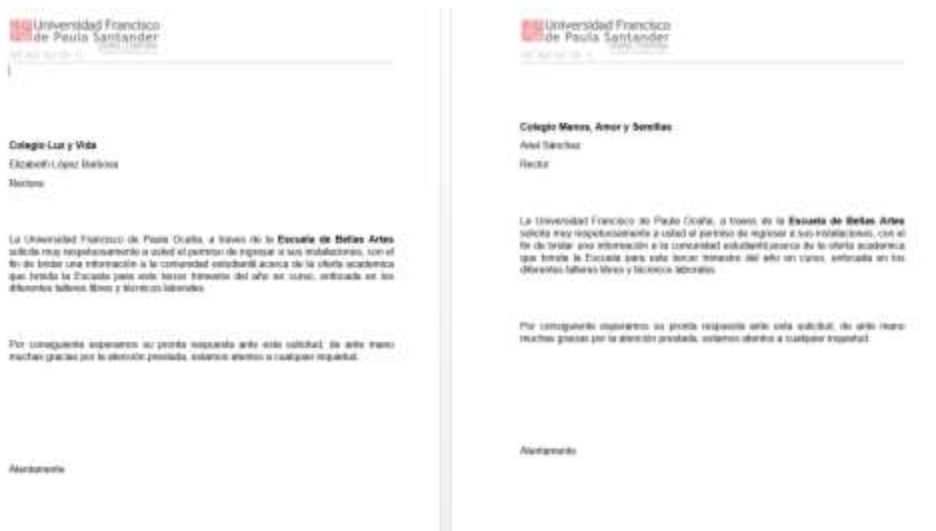 Universidad Francisco
de Paula Santander
Colegio Luz y Vida
Elizabeth López Barbosa
Rectora
La Universidad Francisco de Paula Ocaña, a traves de la Escuela de Bellas Artes
solicita muy respetuosamente a usted el permiso de ingresar a sus instalaciones, con el
fin de bridar una información a la comunidad estudiantil acerca de la oferta academica
que brinda la Escuela para este tercer trimestre del año en curso, enfocada en los
diferentes talleres libres y técnicos laborales
Por consiguiente esperamos su pronta respuesta ante esta solicitud, de ante mano
muchas gracias por la atención prestada, estamos atentos a cualquier inquietud.
Atentamente
Universidad Francisco
de Paula Santander
Colegio Manos, Amor y Semillas
Ariel Sánchez
Rector
La Universidad Francisco de Paula Ocaña, a traves de la Escuela de Bellas Artes
solicita muy respetuosamente a usted el permiso de ingresar a sus instalaciones, con el
fin de bridar una información a la comunidad estudiantil acerca de la oferta academica
que brinda la Escuela para este tercer trimestre del año en curso, enfocada en los
diferentes talleres libres y técnicos laborales
Por consiguiente esperamos su pronta respuesta ante esta solicitud, de ante mano
muchas gracias por la atención prestada, estamos atentos a cualquier inquietud.
Atentamente